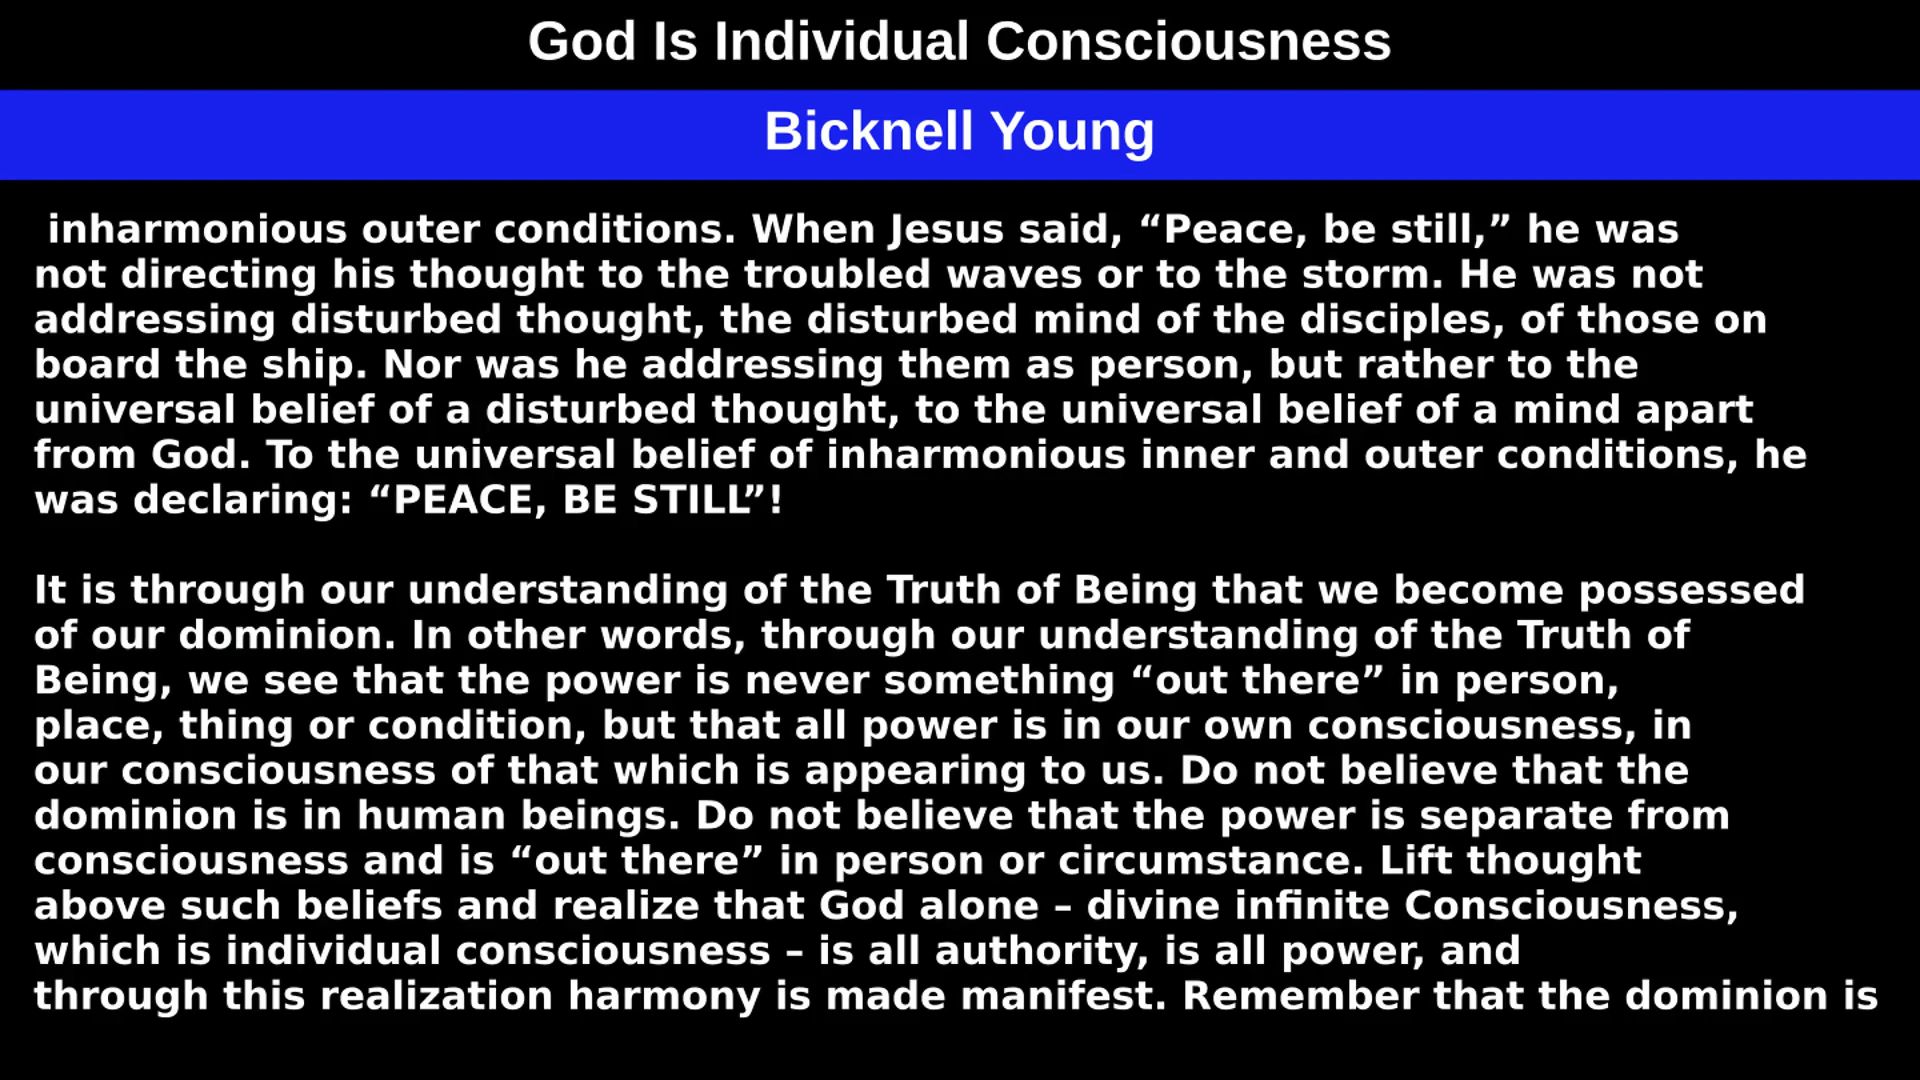 God Is Individual Consciousness
Bicknell Young
inharmonious outer conditions. When Jesus said, “Peace, be still,” he was
not directing his thought to the troubled waves or to the storm. He was not
addressing disturbed thought, the disturbed mind of the disciples, of those on
board the ship. Nor was he addressing them as person, but rather to the
universal belief of a disturbed thought, to the universal belief of a mind apart
from God. To the universal belief of inharmonious inner and outer conditions, he
was declaring: “PEACE, BE STILL”!
It is through our understanding of the Truth of Being that we become possessed
of our dominion. In other words, through our understanding of the Truth of
Being, we see that the power is never something “out there” in person,
place, thing or condition, but that all power is in our own consciousness, in
our consciousness of that which is appearing to us. Do not believe that the
dominion is in human beings. Do not believe that the power is separate from
consciousness and is “out there” in person or circumstance. Lift thought
above such beliefs and realize that God alone – divine infinite Consciousness,
which is individual consciousness – is all authority, is all power, and
through this realization harmony is made manifest. Remember that the dominion is